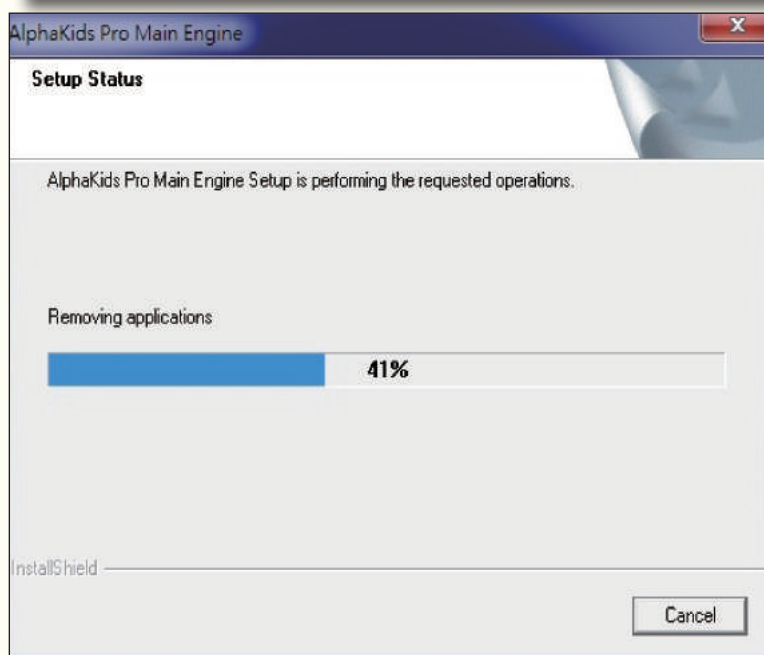 AlphaKids Pro Main Engine
X
Setup Status
AlphaKids Pro Main Engine Setup is performing the requested operations.
Removing applications
41%
InstallShield
Cancel